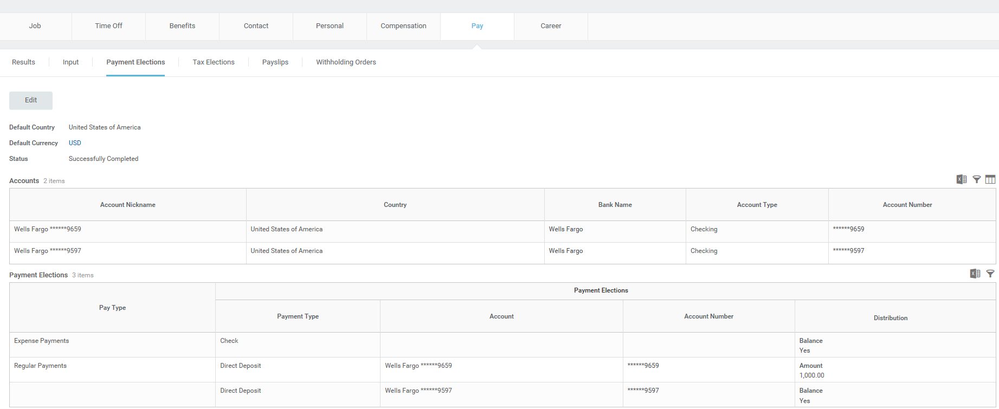 Job Time Off Benefits Contact Personal Compensation Pay Career
Results Input Payment Elections Tax Elections Payslips Withholding Orders
Edit
Default Country United States of America
Default Currency USD
Status Successfully Completed
Accounts 2 items
Account Nickname Country Bank Name Account Type Account Number
Wells Fargo ******9659 United States of America Wells Fargo Checking ******9659
Wells Fargo ******9597 United States of America Wells Fargo Checking ******9597
Payment Elections 3 items
Payment Elections
Pay Type Payment Type Account Account Number Distribution
Expense Payments Check Balance
Yes
Regular Payments Direct Deposit Wells Fargo ******9659 ******9659 Amount
1,000.00
Direct Deposit Wells Fargo ******9597 ******9597 Balance
Yes